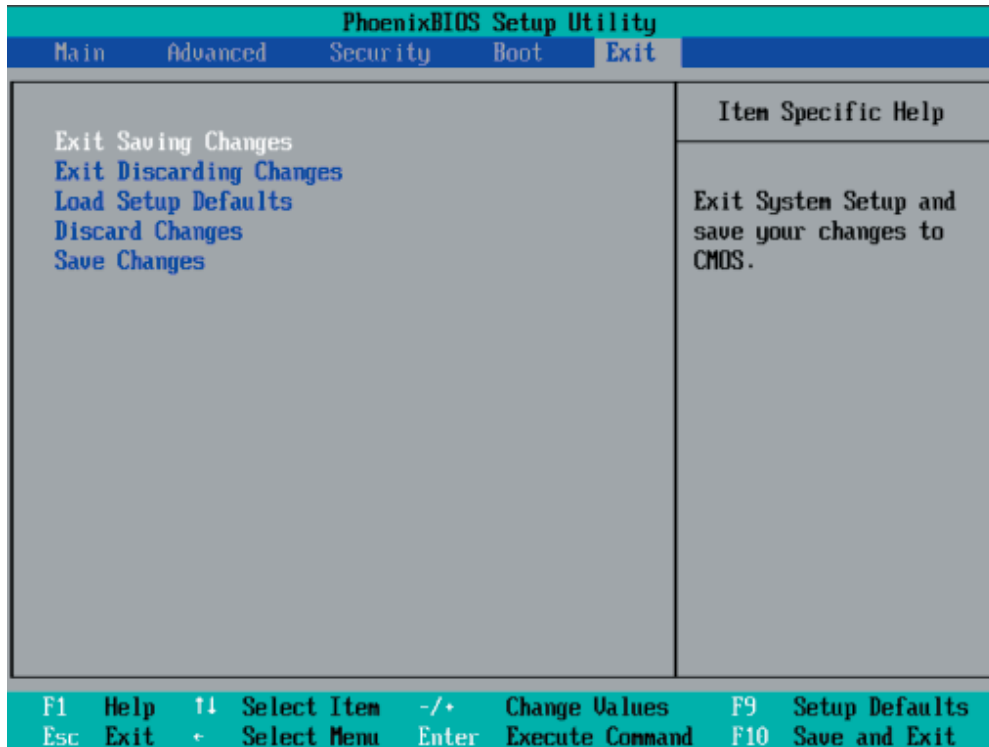 PhoenixBIOS Setup Utility
Main Advanced Security Boot Exit
Item Specific Help
Exit Saving Changes
Exit Discarding Changes
Load Setup Defaults
Discard Changes
Save Changes
Exit System Setup and
save your changes to
CMOS.
F1 Help ↑↓ Select Item -/+ Change Values F9 Setup Defaults
Esc Exit ← Select Menu Enter Execute Command F10 Save and Exit